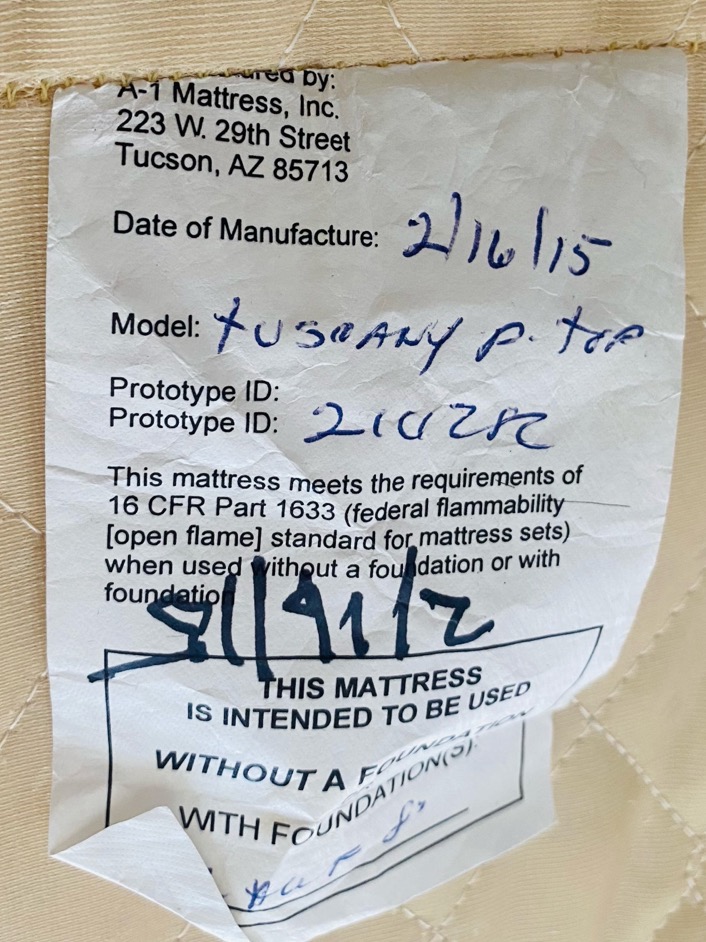 ured by:
A-1 Mattress, Inc.
223 W. 29th Street
Tucson, AZ 85713
Date of Manufacture: 2/16/15
Model: tuscany p. top
Prototype ID:
Prototype ID:
This mattress meets the requirements of
16 CFR Part 1633 (federal flammability
[open flame] standard for mattress sets)
when used without a foundation or with
foundation
THIS MATTRESS
IS INTENDED TO BE USED
WITHOUT A FOUNDATION
WITH FOUNDATION(S):